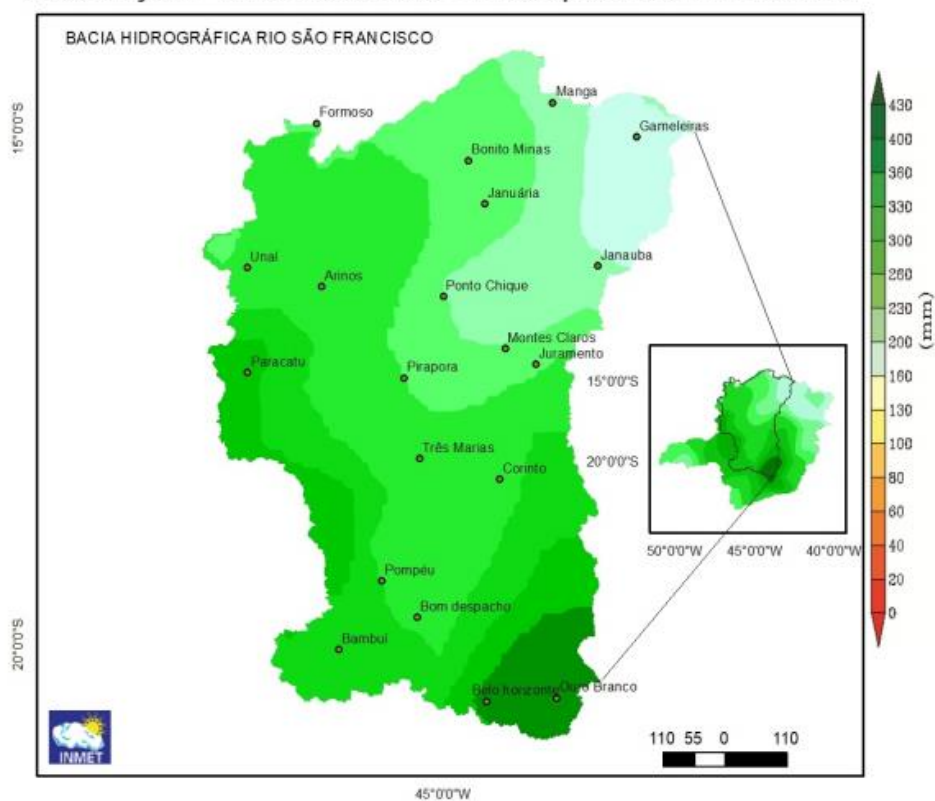 BACIA HIDROGRÁFICA RIO SÃO FRANCISCO
15°0'0"S
Formoso
Manga
Gameleiras
Bonito Minas
Januária
Unaí
Arinos
Janauba
Ponto Chique
Montes Claros
Juramento
Paracatu
Pirapora
Três Marias
Corinto
Pompéu
Bom despacho
Bambuí
Belo horizonte
Ouro Branco
20°0'0"S
45°0'0"W
INMET
110 55 0 110
15°0'0"S
20°0'0"S
50°0'0"W 45°0'0"W 40°0'0"W
430
400
360
330
300
260
230
200
160
130
100
80
60
40
20
0
(mm)